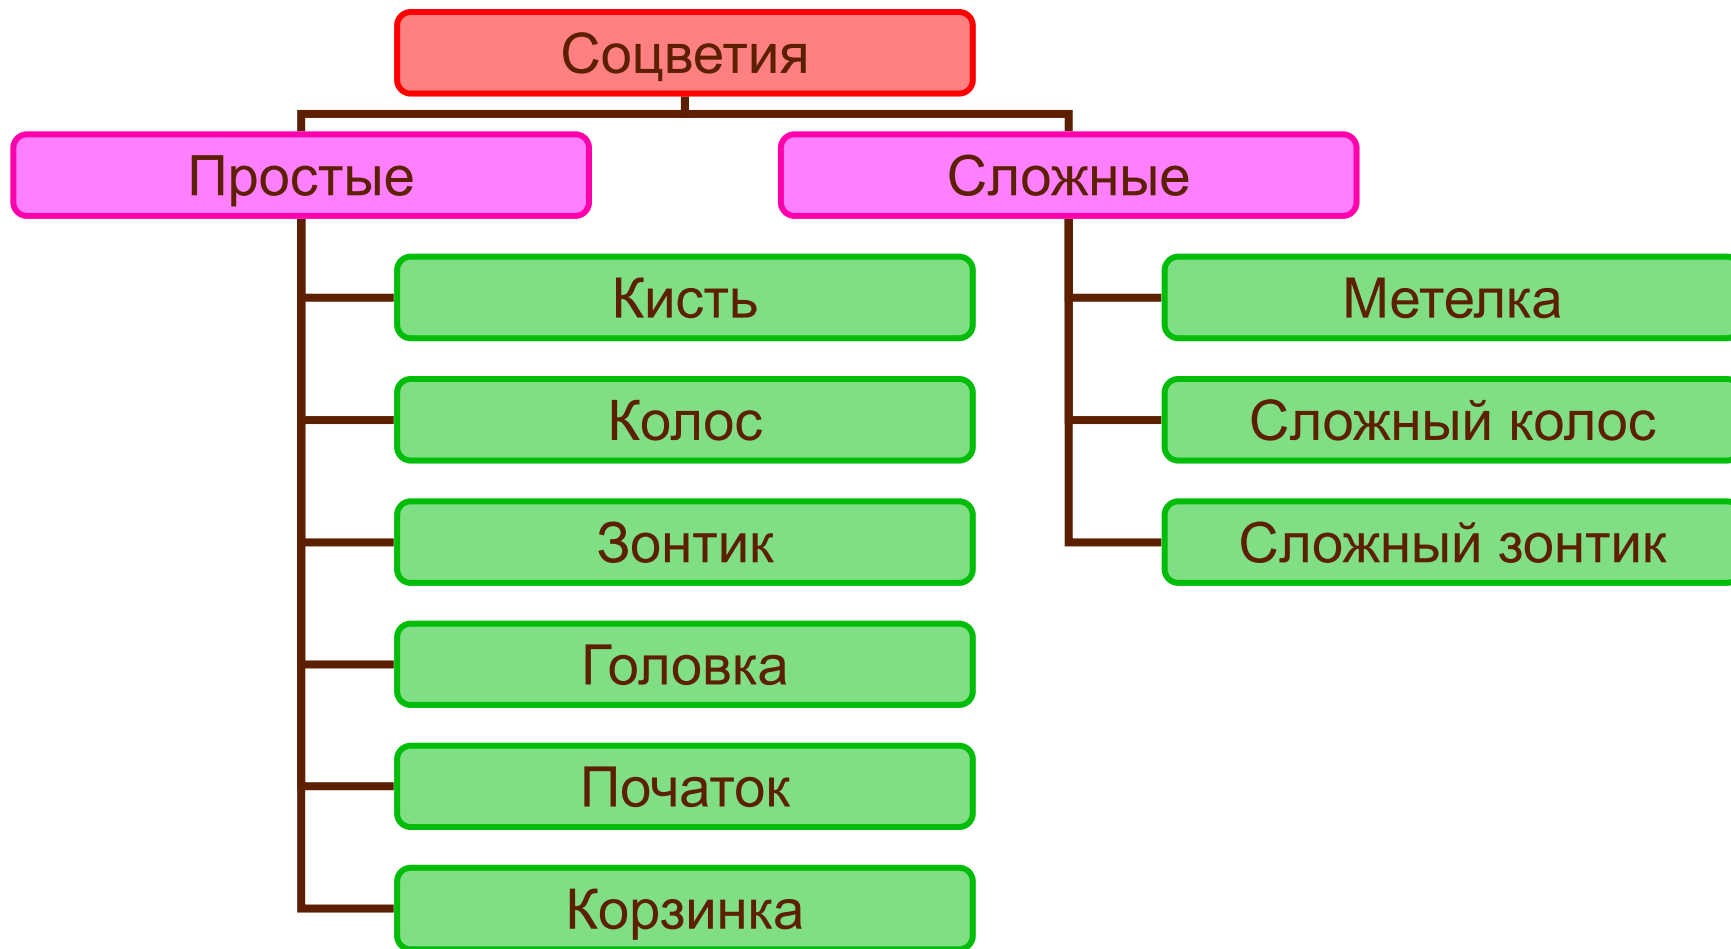 Соцветия
Простые
Сложные
Кисть
Метелка
Колос
Сложный колос
Зонтик
Сложный зонтик
Головка
Початок
Корзинка